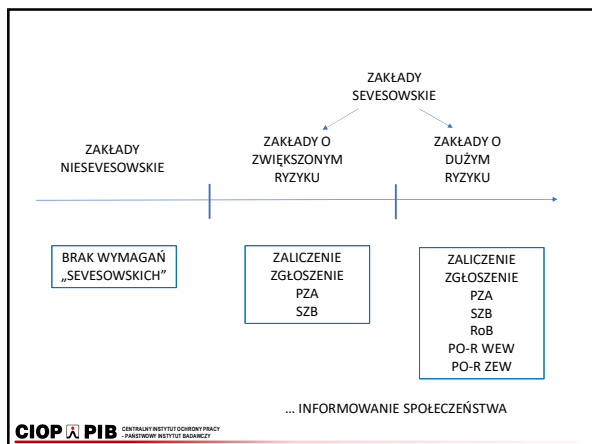 ZAKŁADY
SEVESOWSKIE
ZAKŁADY
NIESEVESOWSKIE
ZAKŁADY O
ZWIĘKSZONYM
RYZYKU
ZAKŁADY O
DUŻYM
RYZYKU
BRAK WYMAGAŃ
„SEVESOWSKICH”
ZALICZENIE
ZGŁOSZENIE
PZA
SZB
ZALICZENIE
ZGŁOSZENIE
PZA
SZB
RoB
PO-R WEW
PO-R ZEW
... INFORMOWANIE SPOŁECZEŃSTWA
CIOP PIB
CENTRALNY INSTYTUT OCHRONY PRACY
- PAŃSTWOWY INSTYTUT BADAWCZY